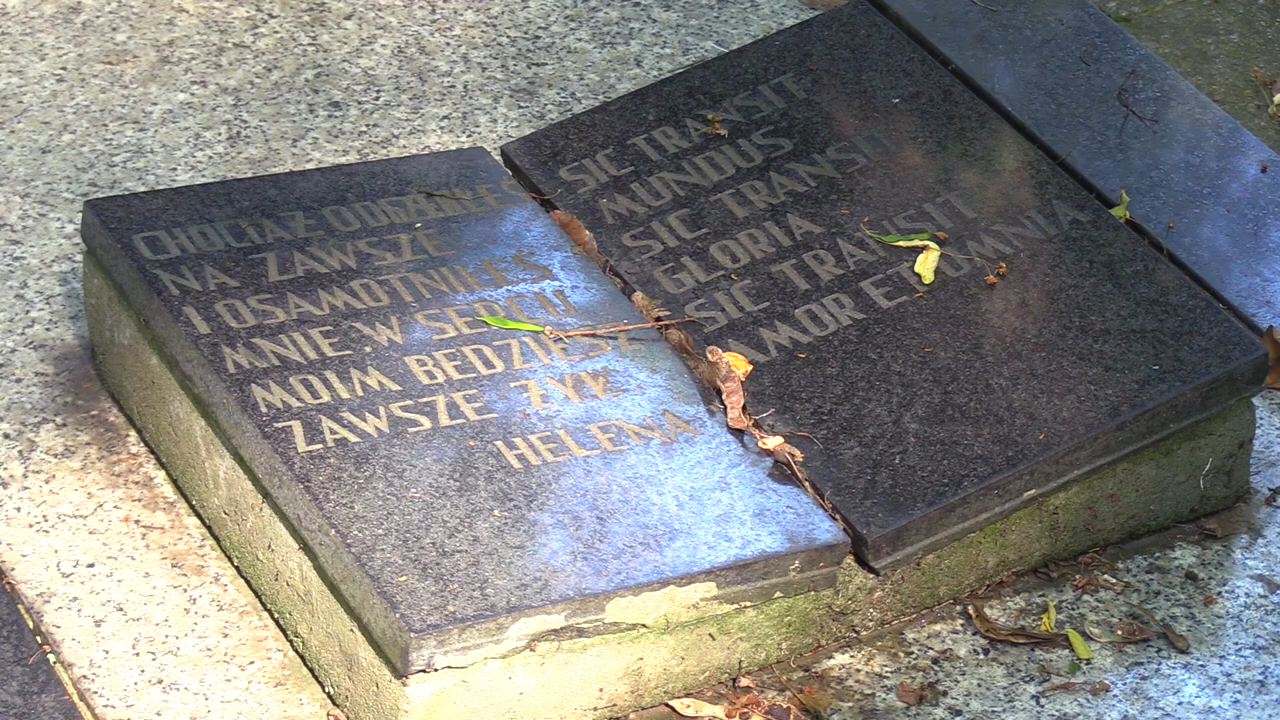 CHOCIAŻ ODSZEDŁEŚ
NA ZAWSZE
I OSAMOTNIŁEŚ
MNIE W SERCU
MOIM BĘDZIESZ
ZAWSZE ŻYŁ
HELENA
SIC TRANSIT
MUNDUS
SIC TRANSIT
GLORIA
SIC TRANSIT
AMOR ET OMNIA